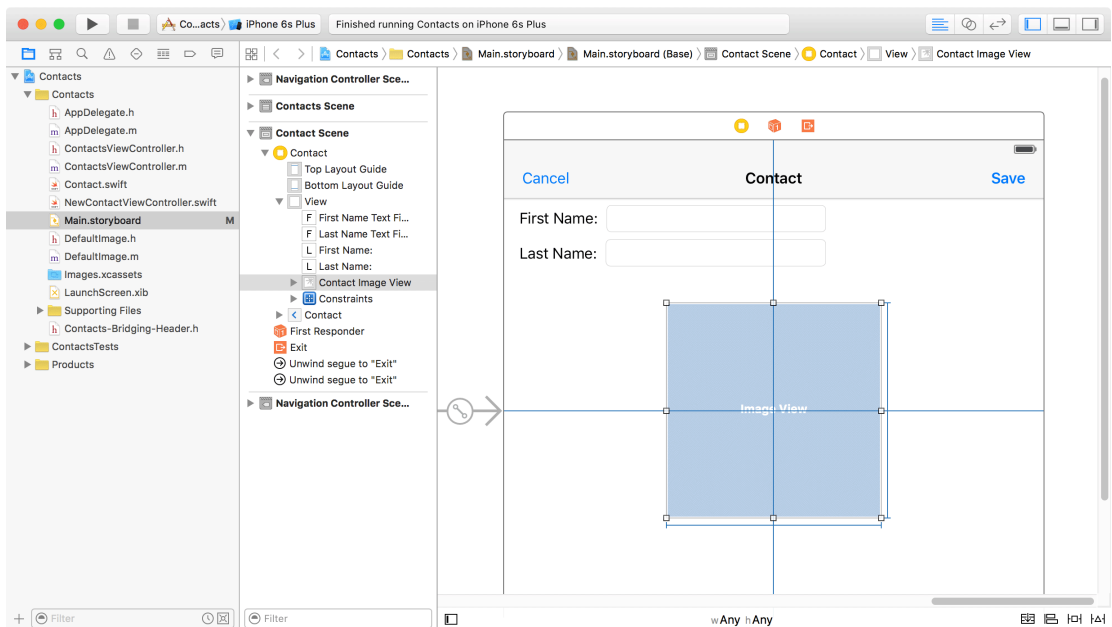 Co...acts iPhone 6s Plus Finished running Contacts on iPhone 6s Plus
Contacts Contacts Main.storyboard Main.storyboard (Base) Contact Scene Contact View Contact Image View
Contacts
Contacts
h AppDelegate.h
m AppDelegate.m
h ContactsViewController.h
m ContactsViewController.m
Contact.swift
NewContactViewController.swift
Main.storyboard M
h DefaultImage.h
m DefaultImage.m
Images.xcassets
LaunchScreen.xib
Supporting Files
h Contacts-Bridging-Header.h
ContactsTests
Products
Filter
Navigation Controller Sce...
Contacts Scene
Contact Scene
Contact
Top Layout Guide
Bottom Layout Guide
View
F First Name Text Fi...
F Last Name Text Fi...
L First Name:
L Last Name:
Contact Image View
Constraints
Contact
First Responder
Exit
Unwind segue to "Exit"
Unwind segue to "Exit"
Navigation Controller Sce...
Filter
Cancel Contact Save
First Name:
Last Name:
Image View
wAny hAny